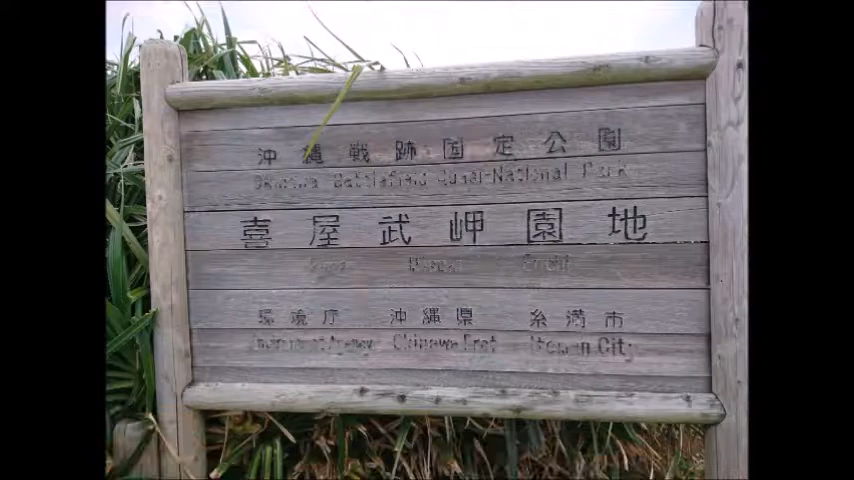 沖縄戦跡国定公園
Okinawa Battlefield Quasi-National Park
喜屋武岬園地
環境庁 沖縄県 糸満市
Okinawa Pref Itoman City